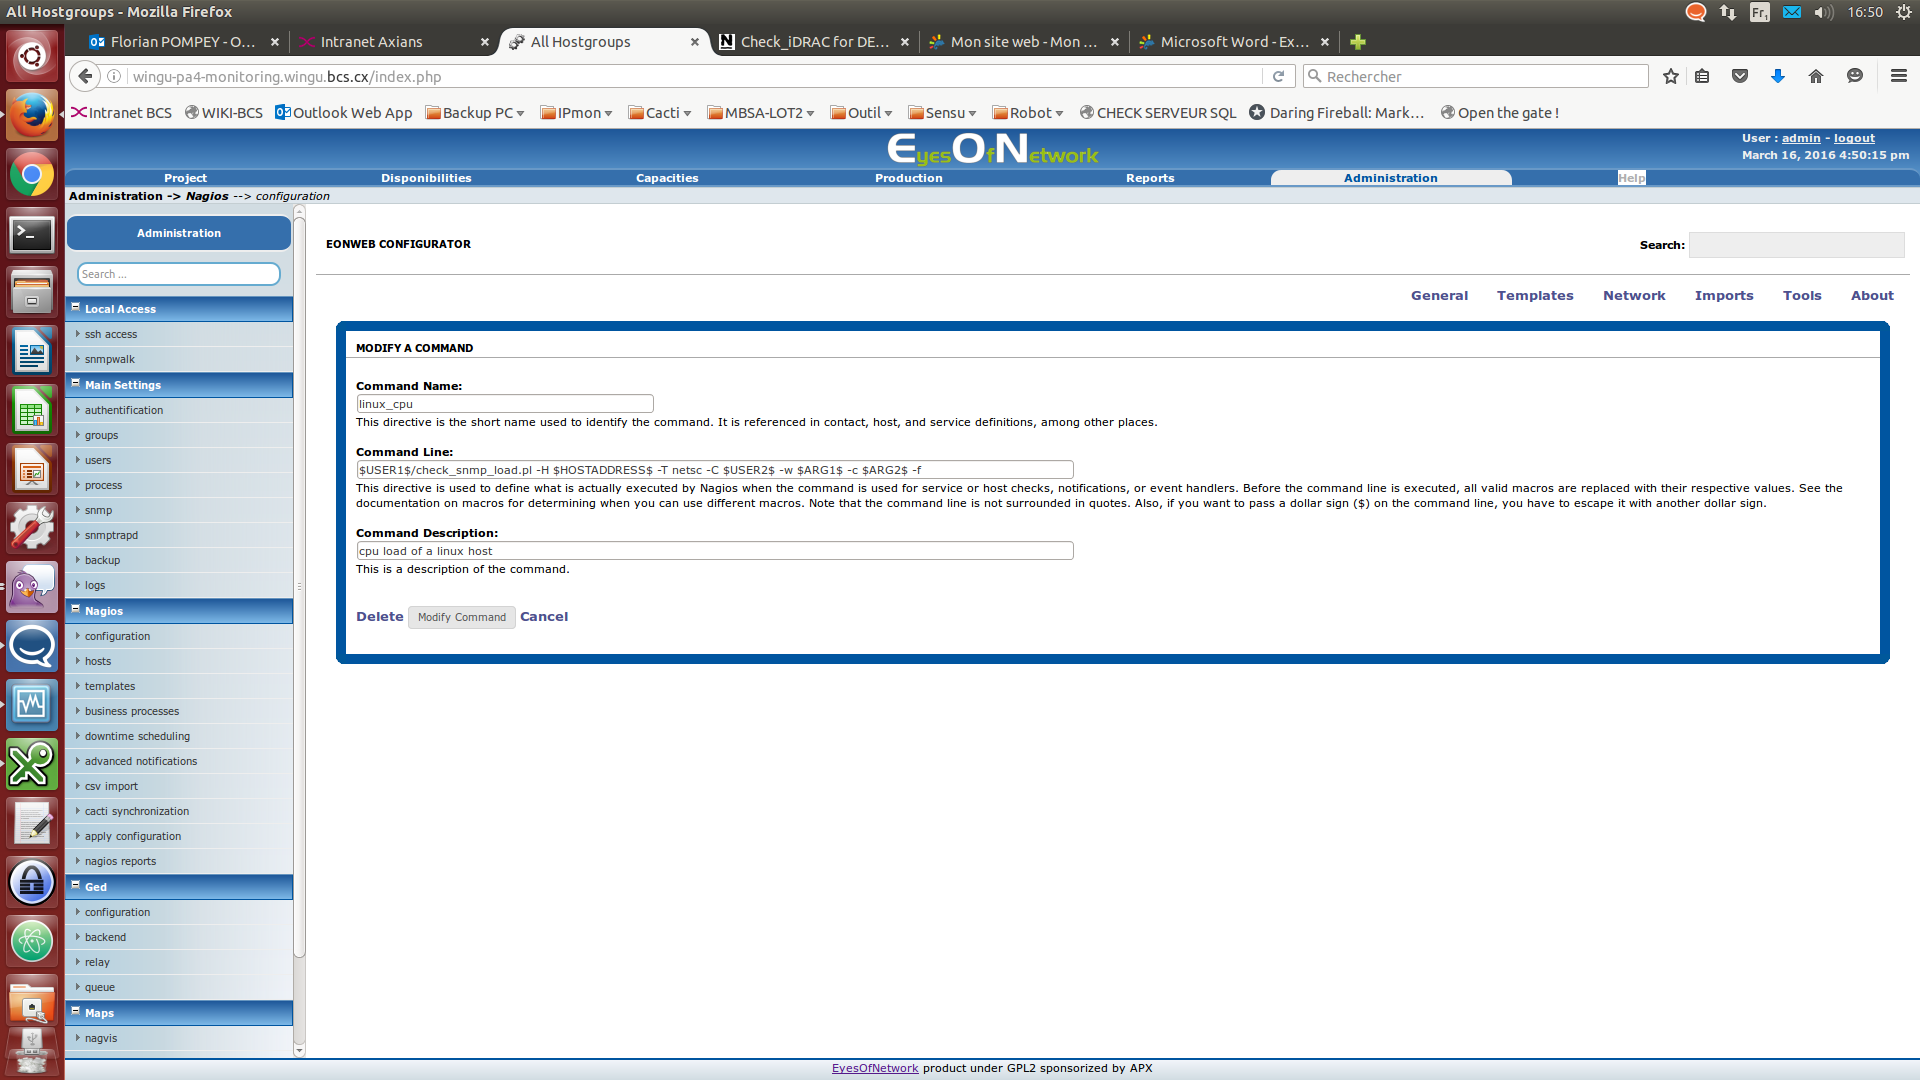 All Hostgroups - Mozilla Firefox
Fr1
16:50
Florian POMPEY - O...
Intranet Axians
All Hostgroups
Check_iDRAC for DE...
Mon site web - Mon ...
Microsoft Word - Ex...
wingu-pa4-monitoring.wingu.bcs.cx/index.php
Rechercher
Intranet BCS
WIKI-BCS
Outlook Web App
Backup PC
IPmon
Cacti
MBSA-LOT2
Outil
Sensu
Robot
CHECK SERVEUR SQL
Daring Fireball: Mark...
Open the gate !
EyesOfNetwork
User : admin - logout
March 16, 2016 4:50:15 pm
Project
Disponibilities
Capacities
Production
Reports
Administration
Help
Administration -> Nagios --> configuration
Administration
Search ...
Local Access
ssh access
snmpwalk
Main Settings
authentification
groups
users
process
snmp
snmptrapd
backup
logs
Nagios
configuration
hosts
templates
business processes
downtime scheduling
advanced notifications
csv import
cacti synchronization
apply configuration
nagios reports
Ged
configuration
backend
relay
queue
Maps
nagvis
EONWEB CONFIGURATOR
Search:
General
Templates
Network
Imports
Tools
About
MODIFY A COMMAND
Command Name:
linux_cpu
This directive is the short name used to identify the command. It is referenced in contact, host, and service definitions, among other places.
Command Line:
$USER1$/check_snmp_load.pl -H $HOSTADDRESS$ -T netsc -C $USER2$ -w $ARG1$ -c $ARG2$ -f
This directive is used to define what is actually executed by Nagios when the command is used for service or host checks, notifications, or event handlers. Before the command line is executed, all valid macros are replaced with their respective values. See the
documentation on macros for determining when you can use different macros. Note that the command line is not surrounded in quotes. Also, if you want to pass a dollar sign ($) on the command line, you have to escape it with another dollar sign.
Command Description:
cpu load of a linux host
This is a description of the command.
Delete
Modify Command
Cancel
EyesOfNetwork product under GPL2 sponsorized by APX